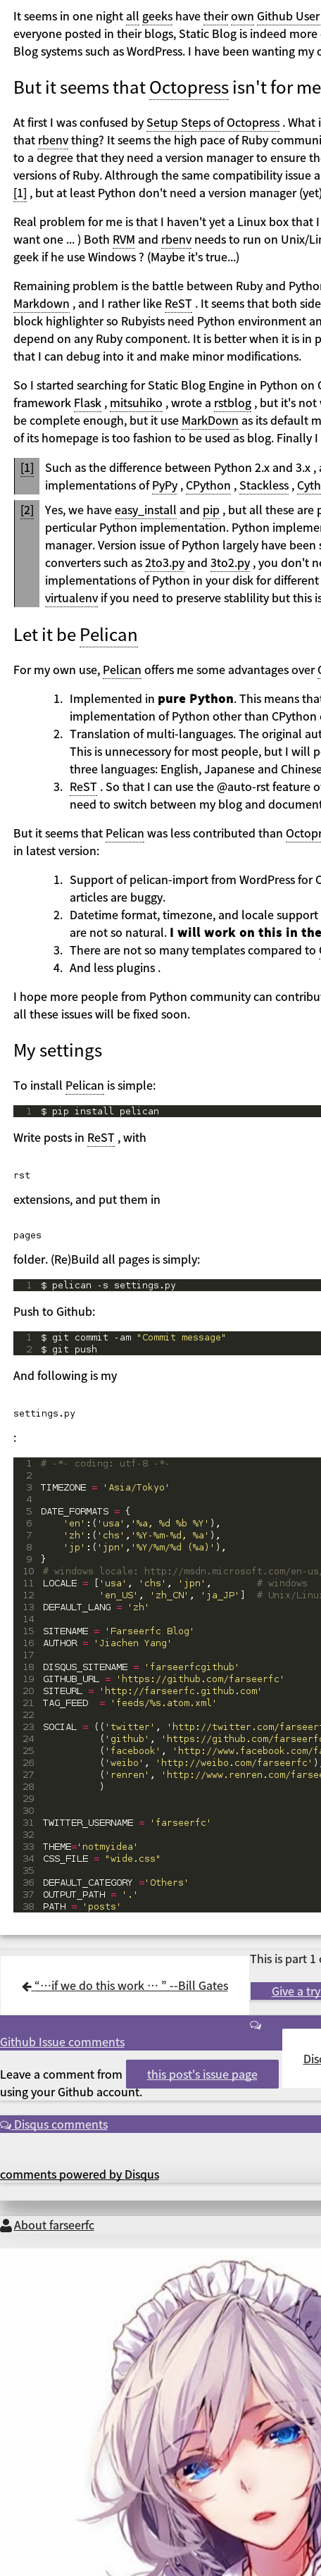 It seems in one night all geeks have their own Github User
everyone posted in their blogs, Static Blog is indeed more
Blog systems such as WordPress. I have been wanting my
But it seems that Octopress isn't for me
At first I was confused by Setup Steps of Octopress . What i
that rbenv thing? It seems the high pace of Ruby communi
to a degree that they need a version manager to ensure the
versions of Ruby. Althrough the same compatibility issue a
[1] , but at least Python don't need a version manager (yet)
Real problem for me is that I haven't yet a Linux box that I
want one ... ) Both RVM and rbenv needs to run on Unix/Lin
geek if he use Windows ? (Maybe it's true...)
Remaining problem is the battle between Ruby and Pytho
Markdown , and I rather like ReST . It seems that both side
block highlighter so Rubyists need Python environment an
depend on any Ruby component. It is better when it is in p
that I can debug into it and make minor modifications.
So I started searching for Static Blog Engine in Python on G
framework Flask , mitsuhiko , wrote a rstblog , but it's not v
be complete enough, but it use MarkDown as its default m
of its homepage is too fashion to be used as blog. Finally I
[1] Such as the difference between Python 2.x and 3.x , a
implementations of PyPy , CPython , Stackless , Cyth
[2] Yes, we have easy_install and pip , but all these are p
perticular Python implementation. Python implemen
manager. Version issue of Python largely have been s
converters such as 2to3.py and 3to2.py , you don't ne
implementations of Python in your disk for different
virtualenv if you need to preserve stablility but this is
Let it be Pelican
For my own use, Pelican offers me some advantages over
1. Implemented in pure Python. This means that
implementation of Python other than CPython
2. Translation of multi-languages. The original aut
This is unnecessary for most people, but I will p
three languages: English, Japanese and Chinese
3. ReST . So that I can use the @auto-rst feature of
need to switch between my blog and document
But it seems that Pelican was less contributed than Octopr
in latest version:
1. Support of pelican-import from WordPress for C
articles are buggy.
2. Datetime format, timezone, and locale support
are not so natural. I will work on this in the
3. There are not so many templates compared to
4. And less plugins .
I hope more people from Python community can contribut
all these issues will be fixed soon.
My settings
To install Pelican is simple:
1 $ pip install pelican
Write posts in ReST , with
rst
extensions, and put them in
pages
folder. (Re)Build all pages is simply:
1 $ pelican -s settings.py
Push to Github:
1 $ git commit -am "Commit message"
2 $ git push
And following is my
settings.py
:
1 # -*- coding: utf-8 -*-
2
3 TIMEZONE = 'Asia/Tokyo'
4
5 DATE_FORMATS = {
6 'en':('usa','%a, %d %b %Y'),
7 'zh':('chs','%Y-%m-%d, %a'),
8 'jp':('jpn','%Y/%m/%d (%a)'),
9 }
10 # windows locale: http://msdn.microsoft.com/en-us
11 LOCALE = ['usa', 'chs', 'jpn', # windows
12 'en_US', 'zh_CN', 'ja_JP'] # Unix/Linu
13 DEFAULT_LANG = 'zh'
14
15 SITENAME = 'Farseerfc Blog'
16 AUTHOR = 'Jiachen Yang'
17
18 DISQUS_SITENAME = 'farseerfcgithub'
19 GITHUB_URL = 'https://github.com/farseerfc'
20 SITEURL = 'http://farseerfc.github.com'
21 TAG_FEED = 'feeds/%s.atom.xml'
22
23 SOCIAL = (('twitter', 'http://twitter.com/farseerf
24 ('github', 'https://github.com/farseerfc
25 ('facebook', 'http://www.facebook.com/fa
26 ('weibo', 'http://weibo.com/farseerfc')
27 ('renren', 'http://www.renren.com/farsee
28 )
29
30
31 TWITTER_USERNAME = 'farseerfc'
32
33 THEME='notmyidea'
34 CSS_FILE = "wide.css"
35
36 DEFAULT_CATEGORY ='Others'
37 OUTPUT_PATH = '.'
38 PATH = 'posts'
This is part 1
“…if we do this work … ” --Bill Gates
Give a try
Github Issue comments
Disq
Leave a comment from this post's issue page
using your Github account.
Disqus comments
comments powered by Disqus
About farseerfc